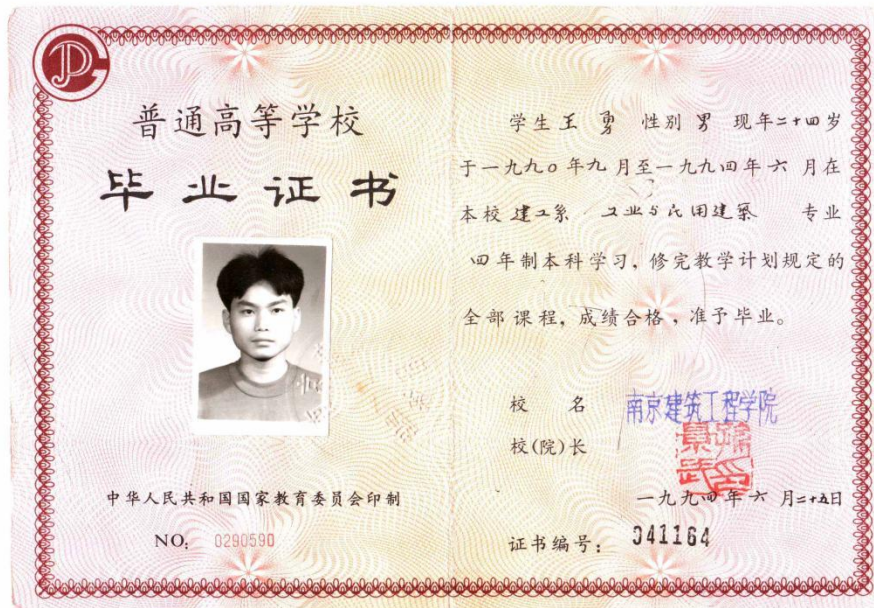 普通高等学校
毕业证书
中华人民共和国国家教育委员会印制
NO: 0290590
学生王勇 性别男 现年二十四岁
于一九九〇年九月至一九九四年六月在
本校建工系 工业与民用建築 专业
四年制本科学习,修完教学计划规定的
全部课程,成绩合格,准予毕业。
校 名 南京建筑工程学院
校(院)长
一九九四年六月二十五日
证书编号: 941164